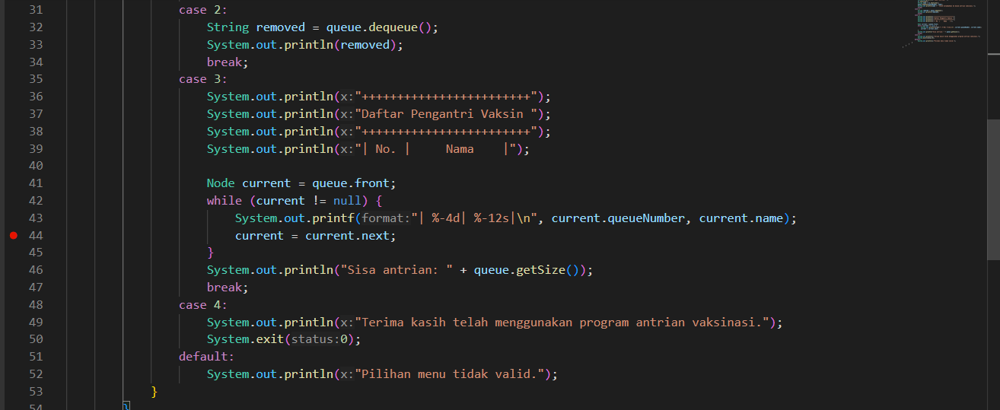 31 case 2:
32 String removed = queue.dequeue();
33 System.out.println(removed);
34 break;
35 case 3:
36 System.out.println(x:"++++++++++++++++++++++++");
37 System.out.println(x:"Daftar Pengantri Vaksin ");
38 System.out.println(x:"++++++++++++++++++++++++");
39 System.out.println(x:"| No. |     Nama    |");
40
41 Node current = queue.front;
42 while (current != null) {
43 System.out.printf(format:"| %-4d| %-12s|\n", current.queueNumber, current.name);
44 current = current.next;
45 }
46 System.out.println("Sisa antrian: " + queue.getSize());
47 break;
48 case 4:
49 System.out.println(x:"Terima kasih telah menggunakan program antrian vaksinasi.");
50 System.exit(status:0);
51 default:
52 System.out.println(x:"Pilihan menu tidak valid.");
53 }
54 }